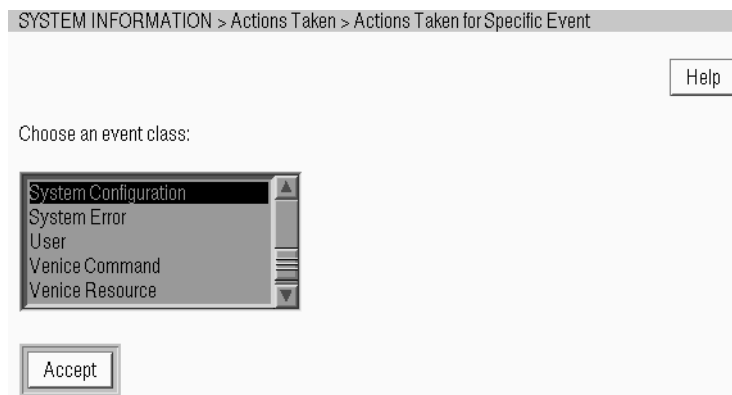 SYSTEM INFORMATION > Actions Taken > Actions Taken for Specific Event
Help
Choose an event class:
System Configuration
System Error
User
Venice Command
Venice Resource
Accept